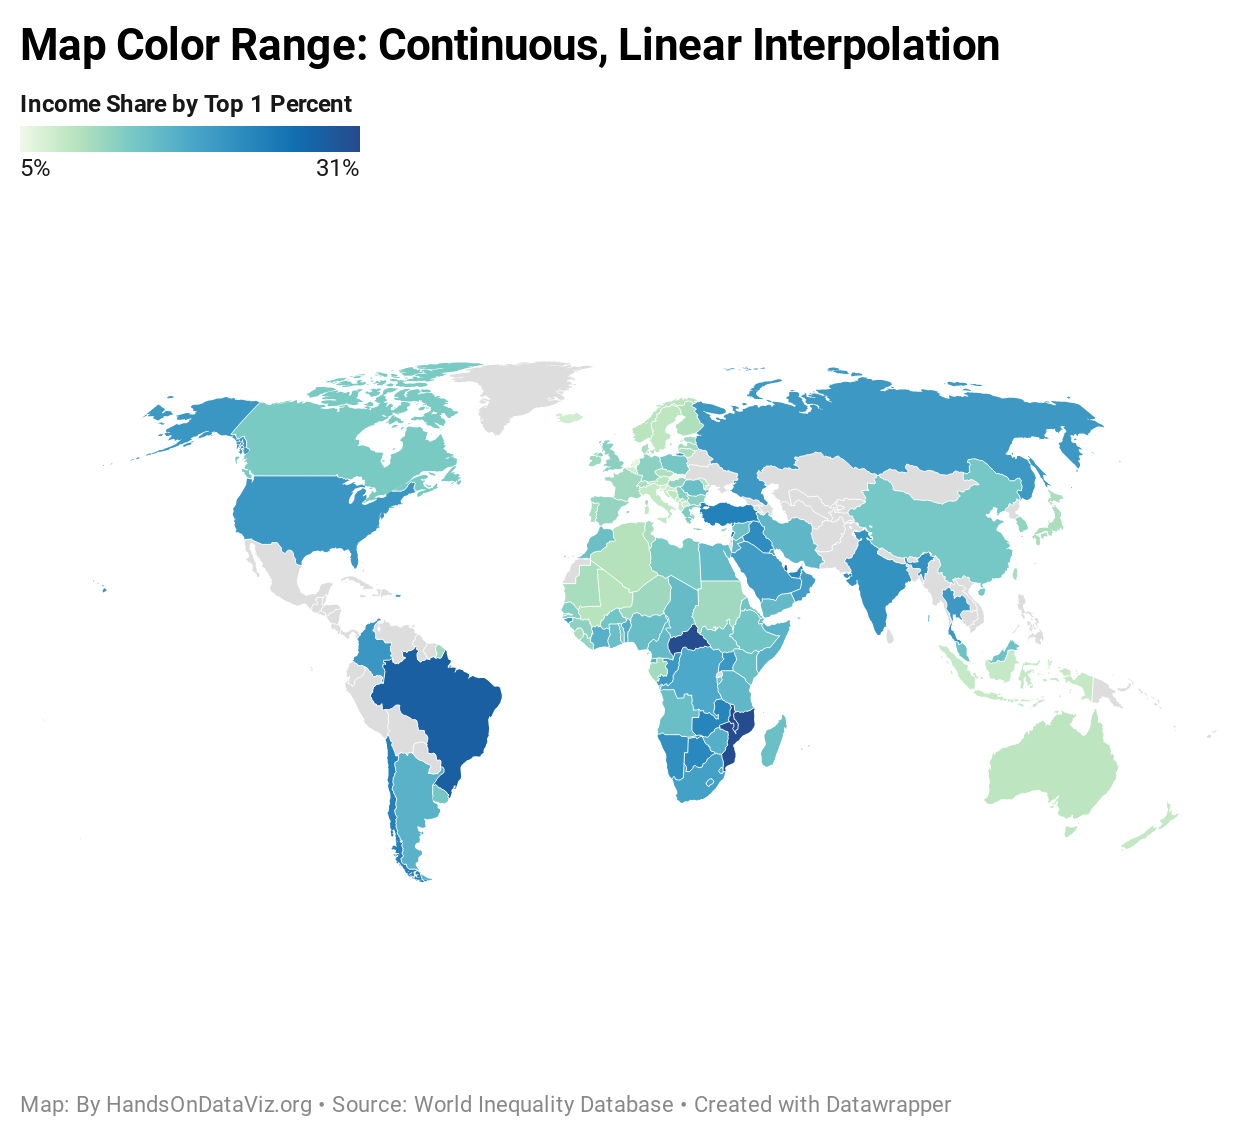 Map Color Range: Continuous, Linear Interpolation
Income Share by Top 1 Percent
5% 31%
Map: By HandsOnDataViz.org • Source: World Inequality Database • Created with Datawrapper